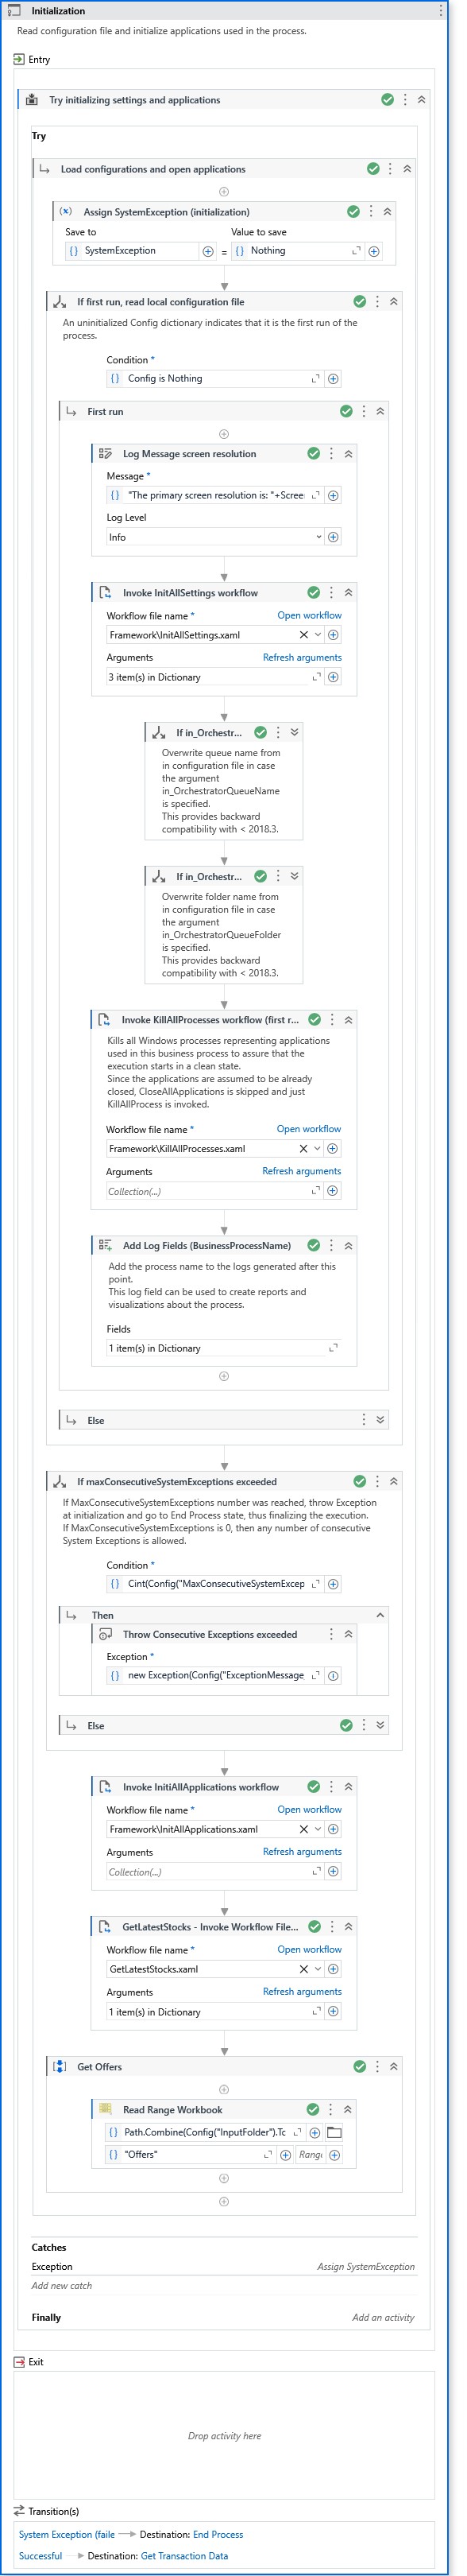 Initialization
Read configuration file and initialize applications used in the process.
Entry
Try initializing settings and applications
Try
Load configurations and open applications
Assign SystemException (initialization)
Save to Value to save
SystemException = Nothing
If first run, read local configuration file
An uninitialized Config dictionary indicates that it is the first run of the
process.
Condition *
Config is Nothing
First run
Log Message screen resolution
Message *
"The primary screen resolution is: "+Scree
Log Level
Info
Invoke InitAllSettings workflow
Workflow file name * Open workflow
Framework\InitAllSettings.xaml
Arguments Refresh arguments
3 item(s) in Dictionary
If in_Orchestr...
Overwrite queue name from
in configuration file in case
the argument
in_OrchestratorQueueName
is specified.
This provides backward
compatibility with < 2018.3.
If in_Orchestr...
Overwrite folder name from
in configuration file in case
the argument
in_OrchestratorQueueFolder
is specified.
This provides backward
compatibility with < 2018.3.
Invoke KillAllProcesses workflow (first r...
Kills all Windows processes representing applications
used in this business process to assure that the
execution starts in a clean state.
Since the applications are assumed to be already
closed, CloseAllApplications is skipped and just
KillAllProcess is invoked.
Workflow file name * Open workflow
Framework\KillAllProcesses.xaml
Arguments Refresh arguments
Collection(...)
Add Log Fields (BusinessProcessName)
Add the process name to the logs generated after this
point.
This log field can be used to create reports and
visualizations about the process.
Fields
1 item(s) in Dictionary
Else
If maxConsecutiveSystemExceptions exceeded
If MaxConsecutiveSystemExceptions number was reached, throw Exception
at initialization and go to End Process state, thus finalizing the execution.
If MaxConsecutiveSystemExceptions is 0, then any number of consecutive
System Exceptions is allowed.
Condition *
Cint(Config("MaxConsecutiveSystemExcep
Then
Throw Consecutive Exceptions exceeded
Exception *
new Exception(Config("ExceptionMessage_
Else
Invoke InitiAllApplications workflow
Workflow file name * Open workflow
Framework\InitAllApplications.xaml
Arguments Refresh arguments
Collection(...)
GetLatestStocks - Invoke Workflow File...
Workflow file name * Open workflow
GetLatestStocks.xaml
Arguments Refresh arguments
1 item(s) in Dictionary
Get Offers
Read Range Workbook
Path.Combine(Config("InputFolder").Tc
"Offers" Range
Catches
Exception Assign SystemException
Add new catch
Finally Add an activity
Exit
Drop activity here
Transition(s)
System Exception (faile Destination: End Process
Successful Destination: Get Transaction Data